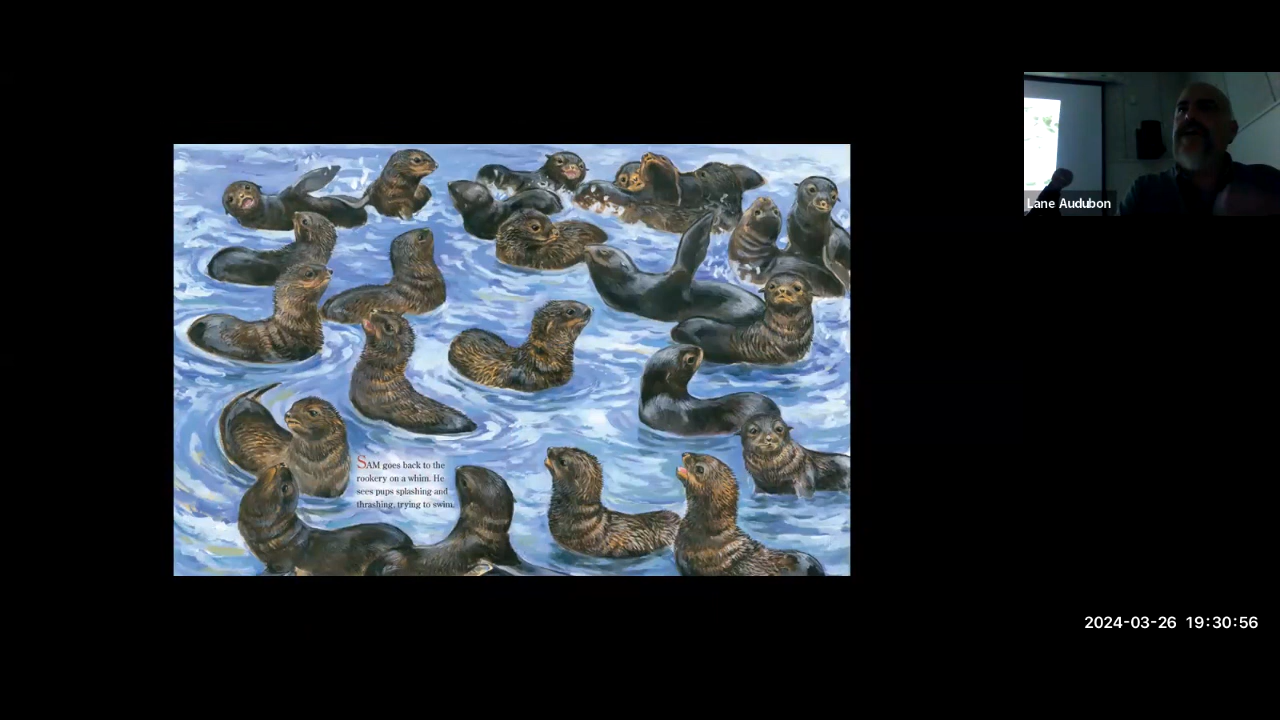 Lane Audubon
SAM goes back to the
rookery on a whim. He
sees pups splashing and
thrashing, trying to swim.
2024-03-26 19:30:56